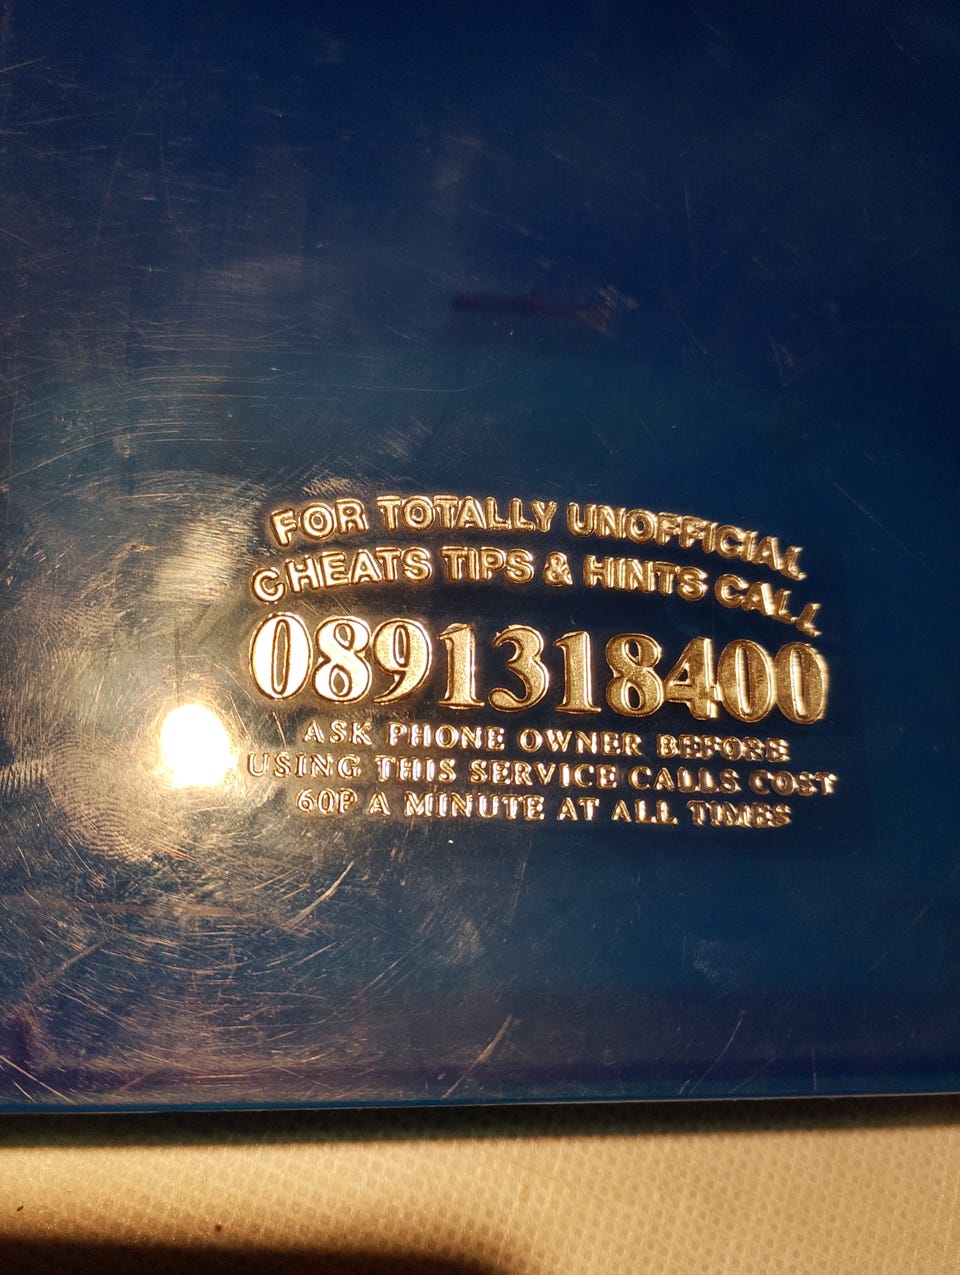 FOR TOTALLY UNOFFICIAL
CHEATS TIPS & HINTS CALL
0891318400
ASK PHONE OWNER BEFORE
USING THIS SERVICE CALLS COST
60P A MINUTE AT ALL TIMES